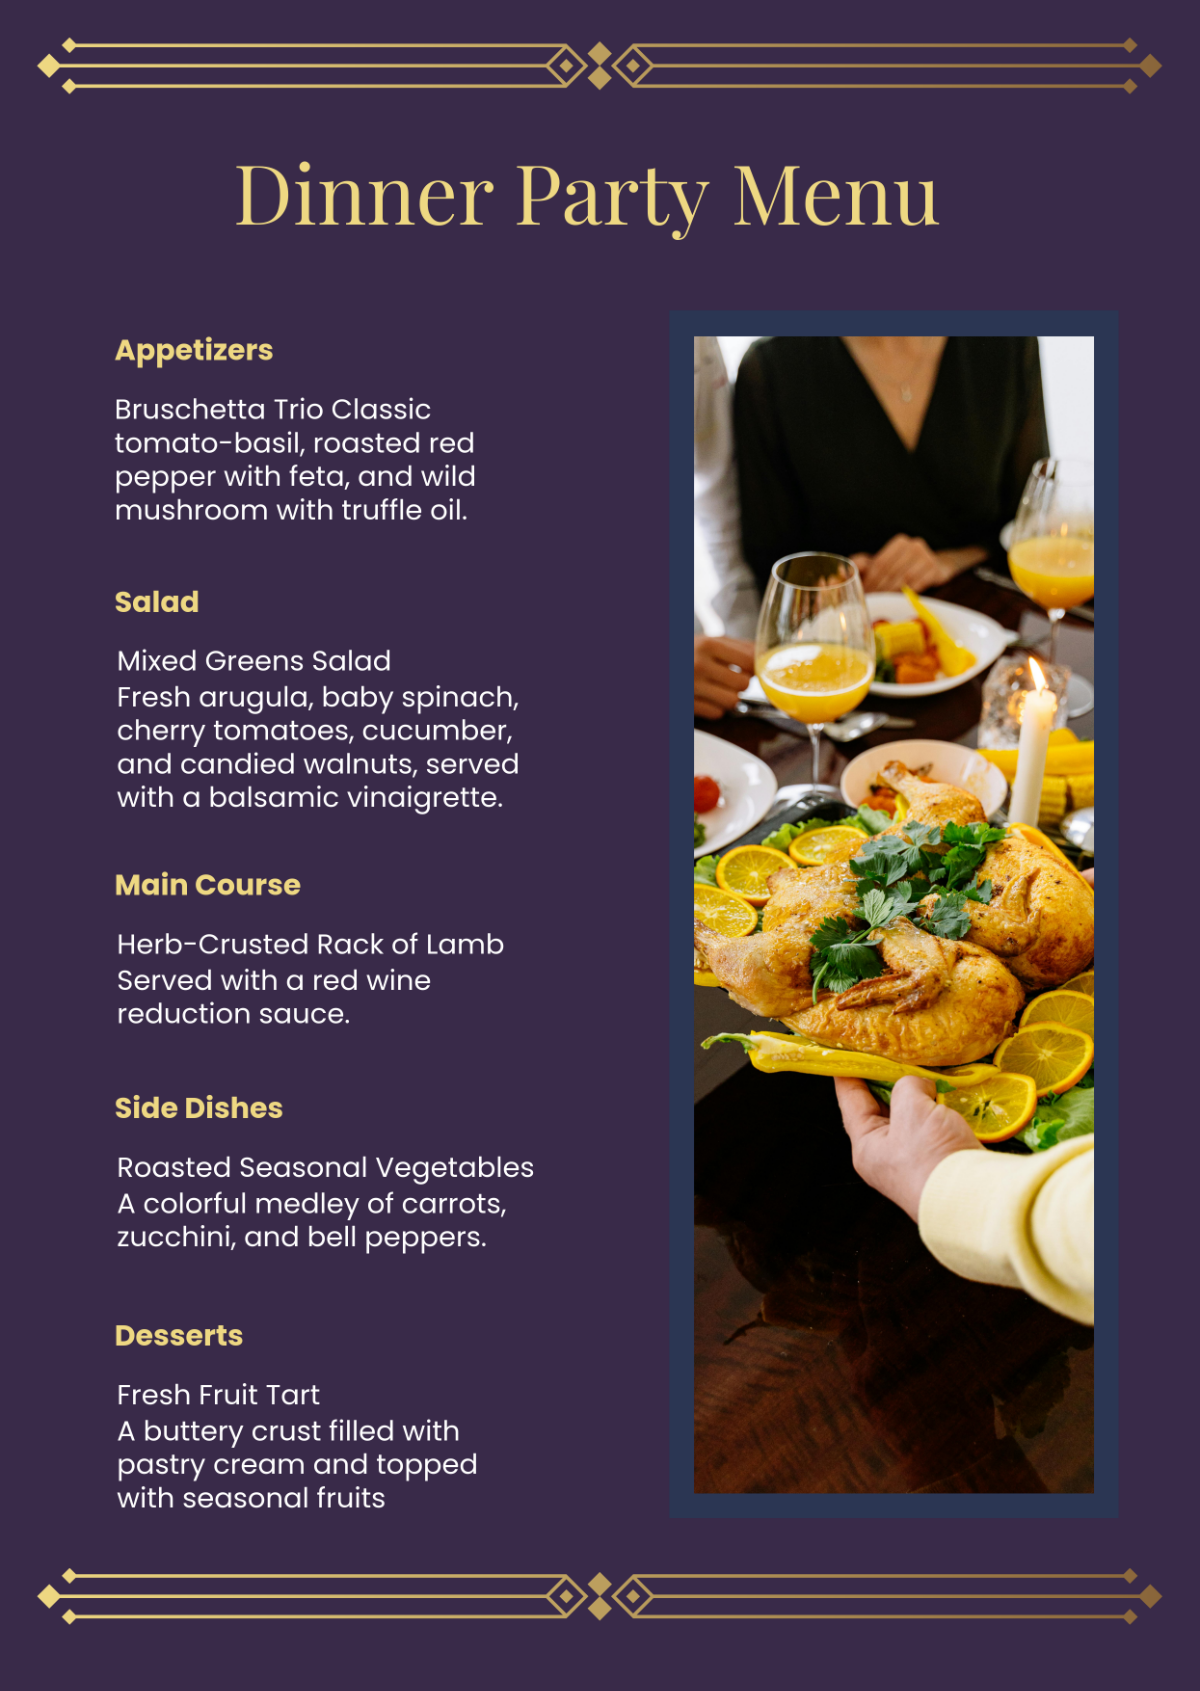 Dinner Party Menu
Appetizers
Bruschetta Trio Classic
tomato-basil, roasted red
pepper with feta, and wild
mushroom with truffle oil.
Salad
Mixed Greens Salad
Fresh arugula, baby spinach,
cherry tomatoes, cucumber,
and candied walnuts, served
with a balsamic vinaigrette.
Main Course
Herb-Crusted Rack of Lamb
Served with a red wine
reduction sauce.
Side Dishes
Roasted Seasonal Vegetables
A colorful medley of carrots,
zucchini, and bell peppers.
Desserts
Fresh Fruit Tart
A buttery crust filled with
pastry cream and topped
with seasonal fruits